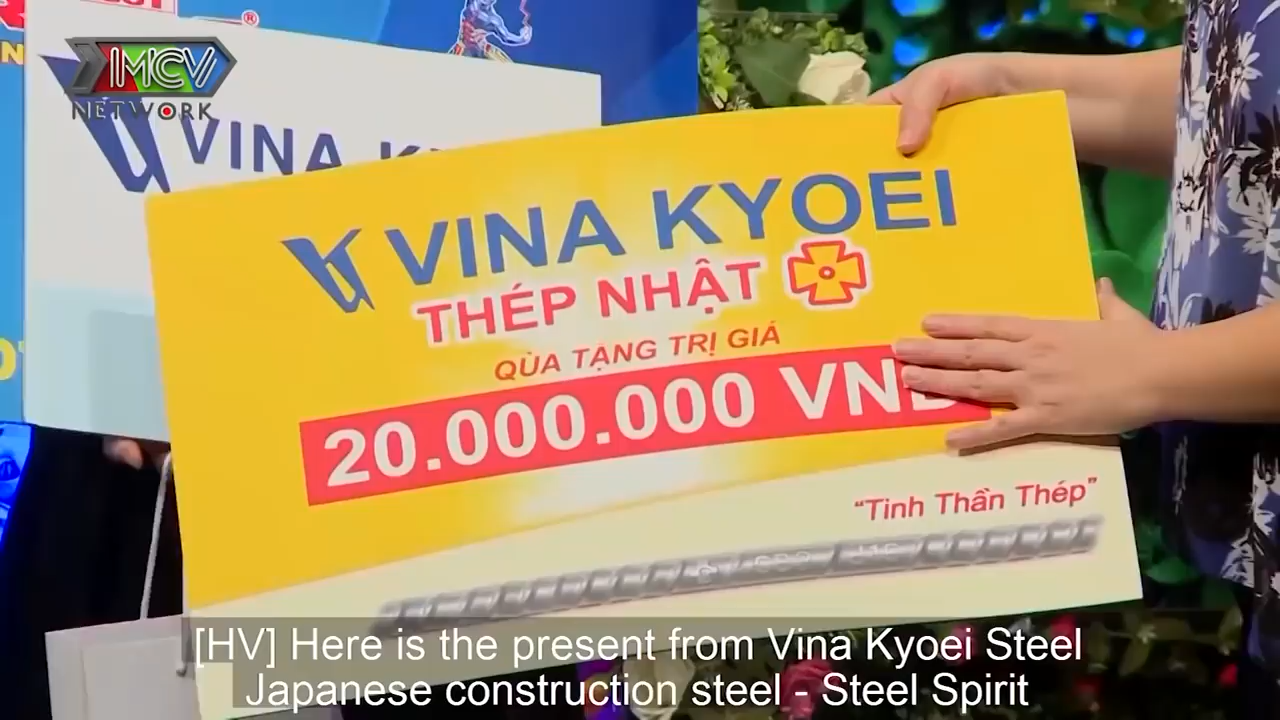 MCV
NETWORK
VINA
VINA KYOEI
THÉP NHẬT
QÙA TẶNG TRỊ GIÁ
20.000.000 VNĐ
“Tinh Thần Thép”
[HV] Here is the present from Vina Kyoei Steel
Japanese construction steel - Steel Spirit